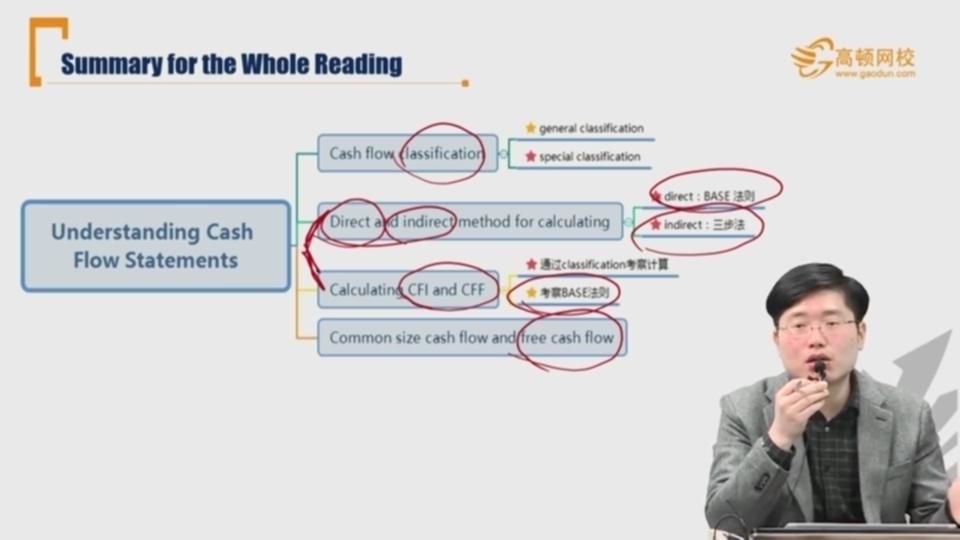 Summary for the Whole Reading
高顿网校
www.gaodun.com
Understanding Cash
Flow Statements
Cash flow classification
general classification
special classification
Direct and indirect method for calculating
direct：BASE 法则
indirect：三步法
Calculating CFI and CFF
通过classification考察计算
考察BASE法则
Common size cash flow and free cash flow